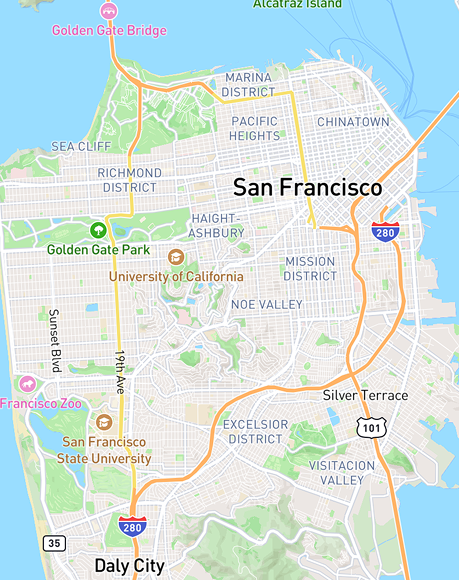 Alcatraz Island
Golden Gate Bridge
MARINA
DISTRICT
PACIFIC
HEIGHTS
CHINATOWN
SEA CLIFF
RICHMOND
DISTRICT
San Francisco
HAIGHT-
ASHBURY
280
Golden Gate Park
University of California
MISSION
DISTRICT
NOE VALLEY
Sunset Blvd
19th Ave
Francisco Zoo
Silver Terrace
San Francisco
State University
EXCELSIOR
DISTRICT
101
VISITACION
VALLEY
280
35
Daly City